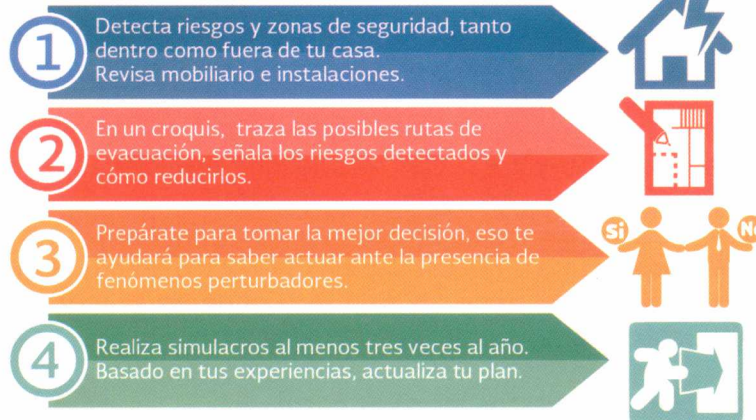 1
Detecta riesgos y zonas de seguridad, tanto
dentro como fuera de tu casa.
Revisa mobiliario e instalaciones.
2
En un croquis, traza las posibles rutas de
evacuación, señala los riesgos detectados y
cómo reducirlos.
3
Prepárate para tomar la mejor decisión, eso te
ayudará para saber actuar ante la presencia de
fenómenos perturbadores.
Si
No
4
Realiza simulacros al menos tres veces al año.
Basado en tus experiencias, actualiza tu plan.